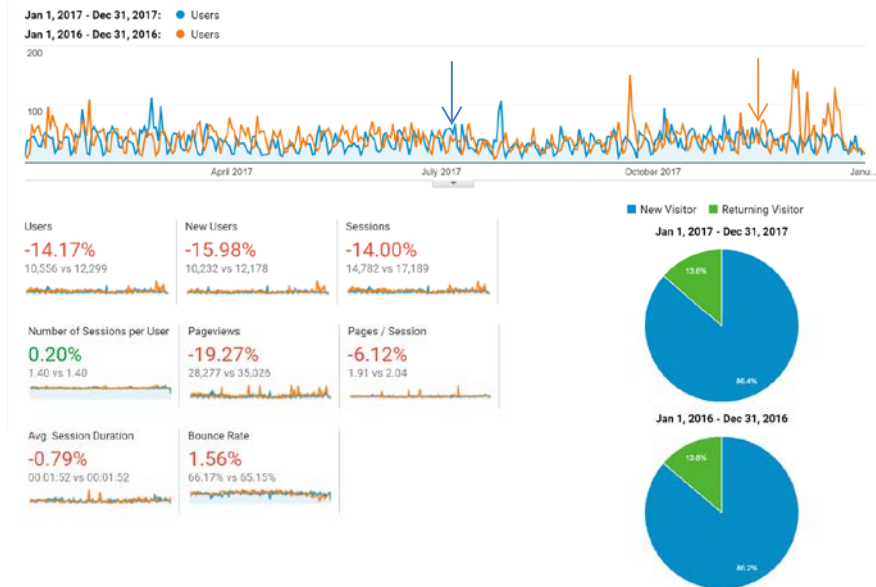 Jan 1, 2017 - Dec 31, 2017: Users
Jan 1, 2016 - Dec 31, 2016: Users
200
100
April 2017
July 2017
October 2017
Janu...
Users
-14.17%
10,556 vs 12,299
New Users
-15.98%
10,232 vs 12,178
Sessions
-14.00%
14,782 vs 17,189
Number of Sessions per User
0.20%
1.40 vs 1.40
Pageviews
-19.27%
28,277 vs 35,026
Pages / Session
-6.12%
1.91 vs 2.04
Avg. Session Duration
-0.79%
00:01:52 vs 00:01:52
Bounce Rate
1.56%
66.17% vs 65.15%
New Visitor Returning Visitor
Jan 1, 2017 - Dec 31, 2017
13.6%
86.4%
Jan 1, 2016 - Dec 31, 2016
13.8%
86.2%